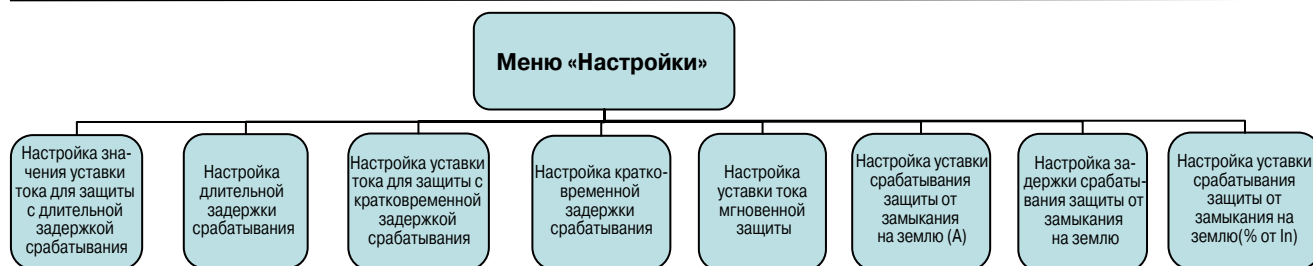 Меню «Настройки»
Настройка зна-
чения уставки
тока для защиты
с длительной
задержкой
срабатывания
Настройка
длительной
задержки
срабатывания
Настройка уставки
тока для защиты с
кратковременной
задержкой
срабатывания
Настройка кратко-
временной
задержки
срабатывания
Настройка
уставки тока
мгновенной
защиты
Настройка уставки
срабатывания
защиты от
замыкания
на землю (А)
Настройка за-
держки срабаты-
вания защиты от
замыкания
на землю
Настройка уставки
срабатывания
защиты от
замыкания на
землю(% от In)